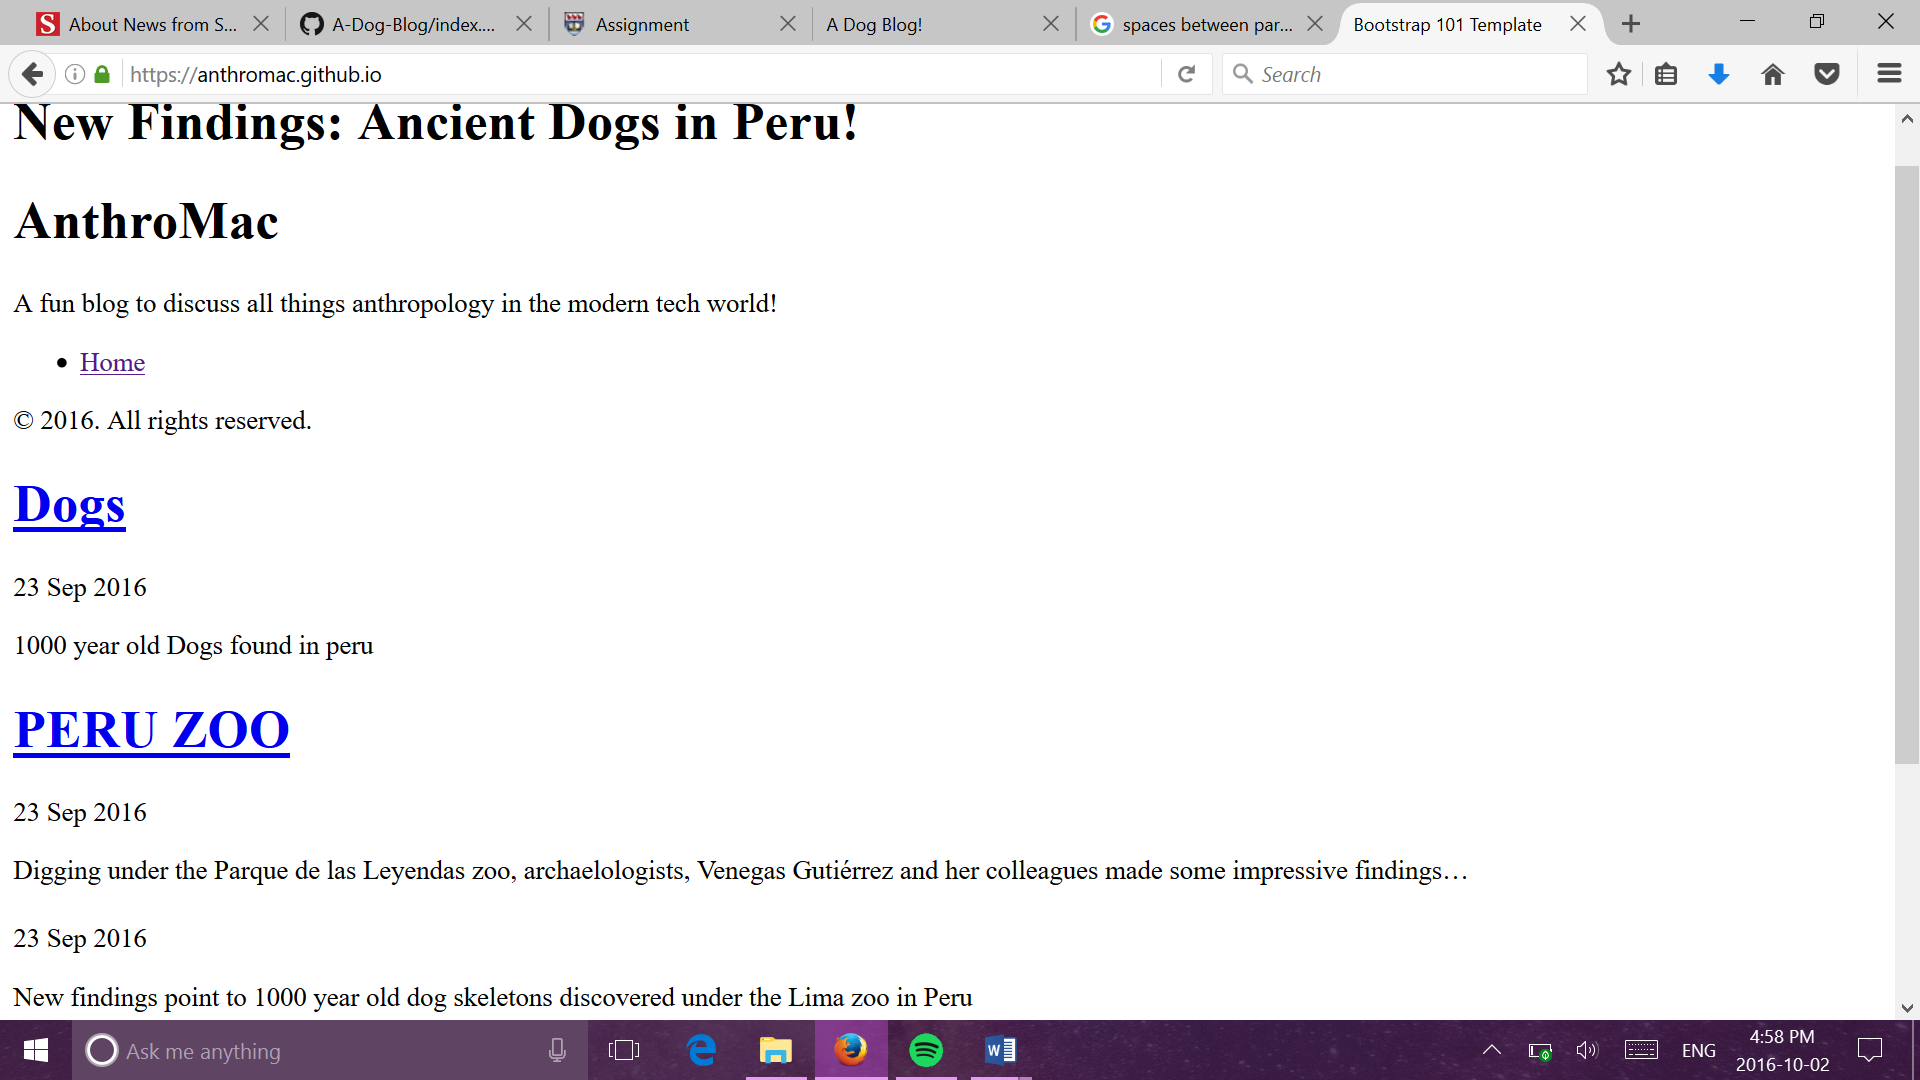 About News from S...
A-Dog-Blog/index....
Assignment
A Dog Blog!
spaces between par...
Bootstrap 101 Template
https://anthromac.github.io
Search
New Findings: Ancient Dogs in Peru!
AnthroMac
A fun blog to discuss all things anthropology in the modern tech world!
• Home
© 2016. All rights reserved.
Dogs
23 Sep 2016
1000 year old Dogs found in peru
PERU ZOO
23 Sep 2016
Digging under the Parque de las Leyendas zoo, archaelologists, Venegas Gutiérrez and her colleagues made some impressive findings…
23 Sep 2016
New findings point to 1000 year old dog skeletons discovered under the Lima zoo in Peru
Ask me anything
ENG
4:58 PM
2016-10-02